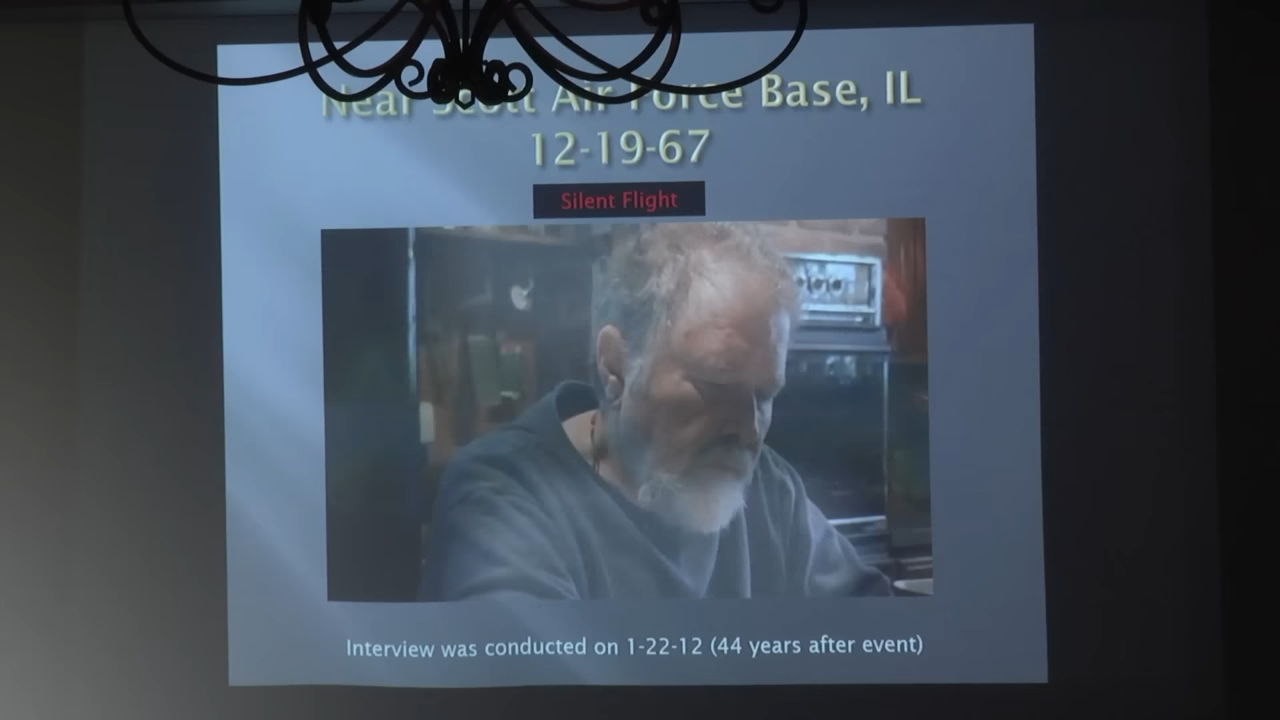 Near Scott Air Force Base, IL
12-19-67
Silent Flight
Interview was conducted on 1-22-12 (44 years after event)